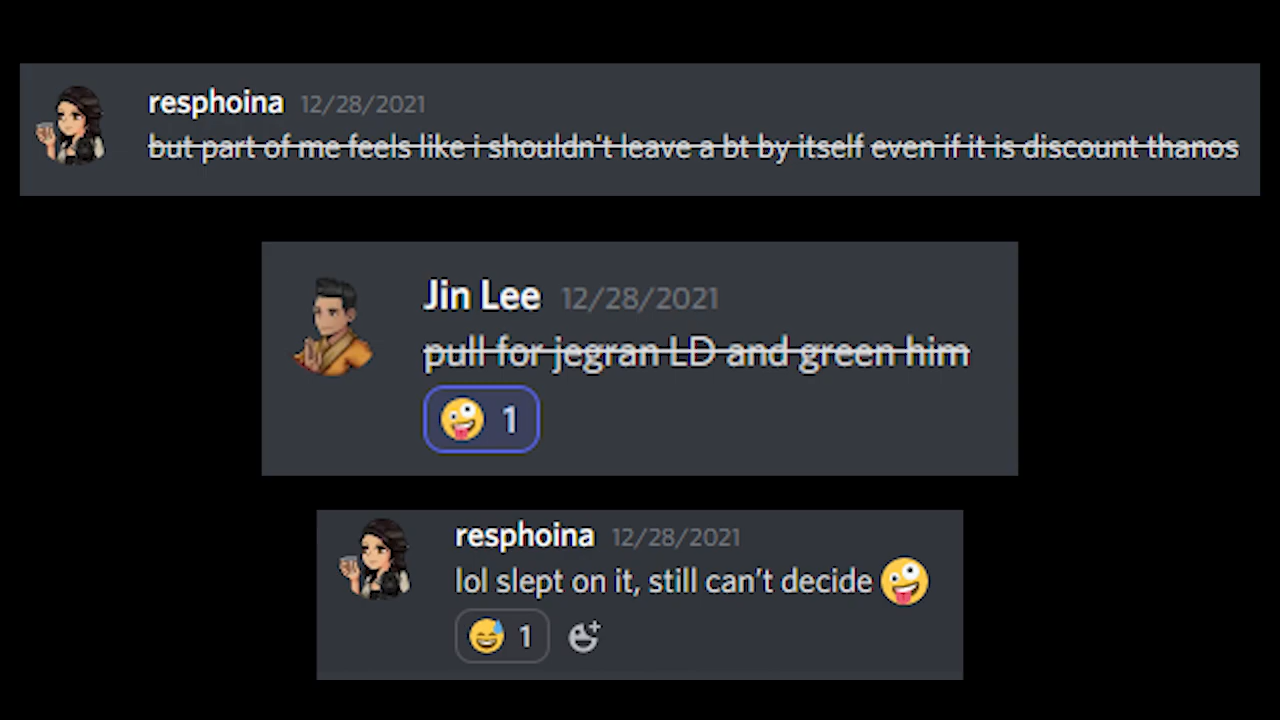 resphoina 12/28/2021
but part of me feels like i shouldn't leave a bt by itself even if it is discount thanos
Jin Lee 12/28/2021
pull for jegran LD and green him
1
resphoina 12/28/2021
lol slept on it, still can't decide
1